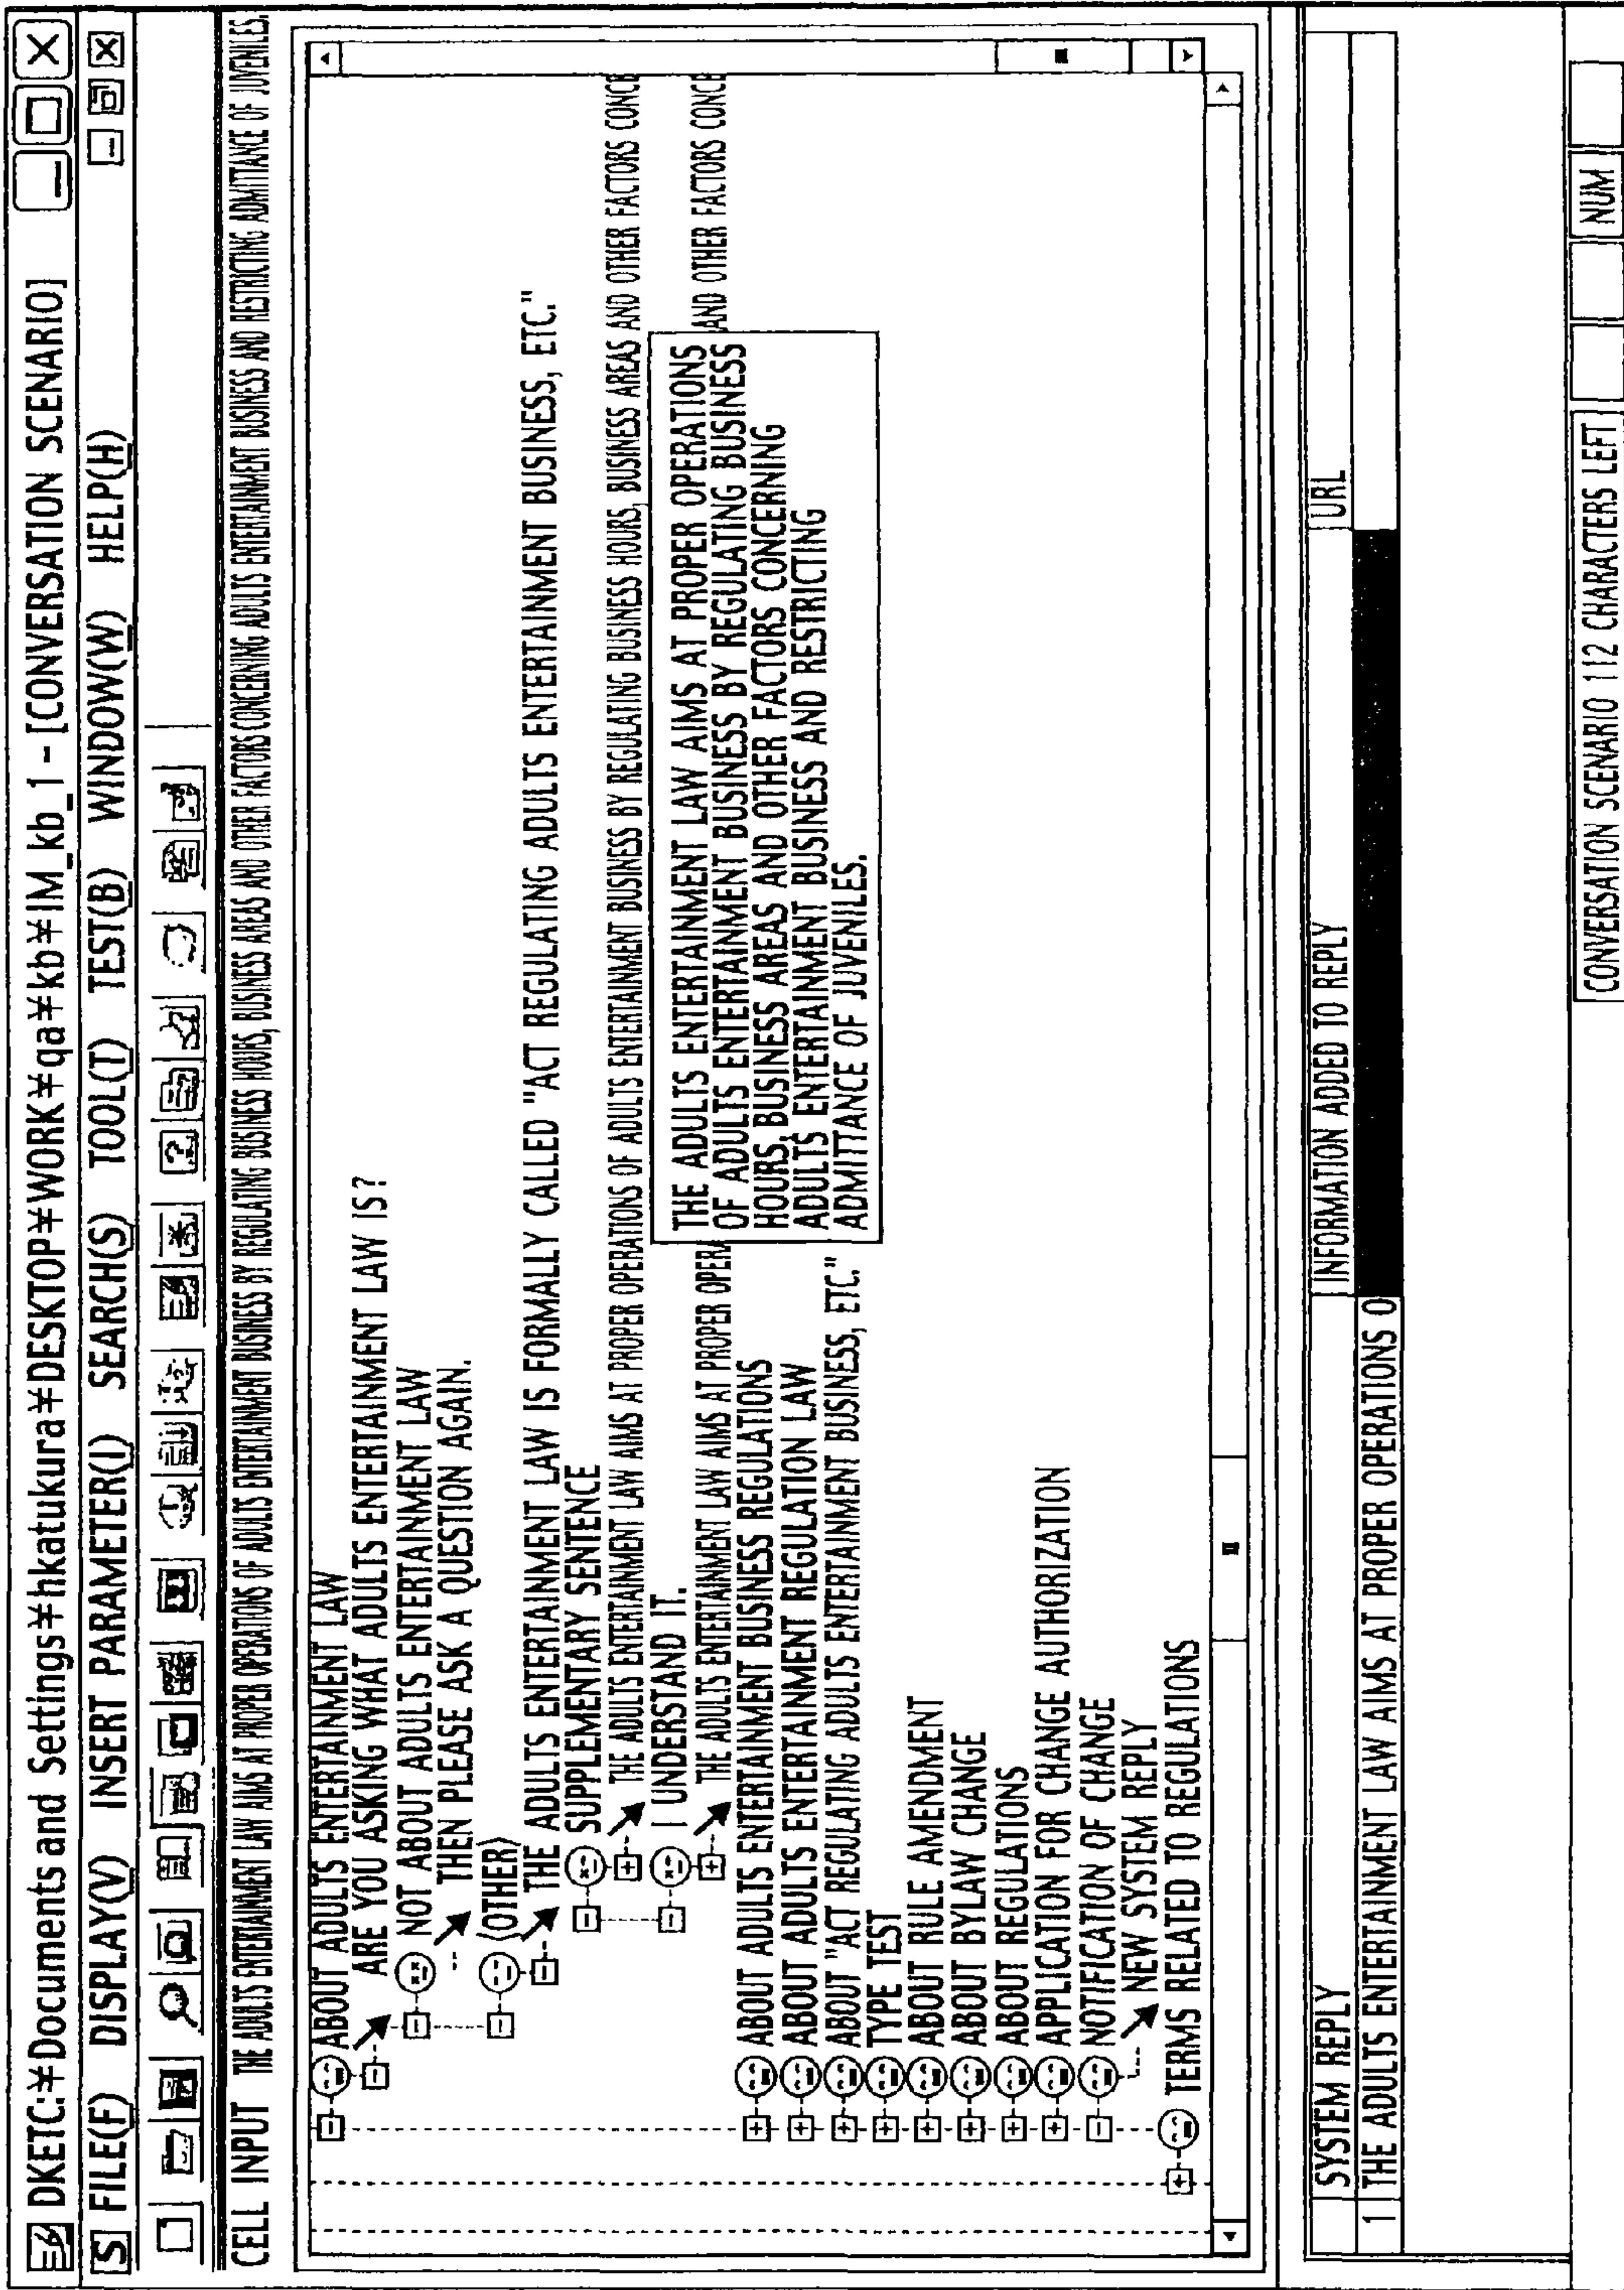 DKETC:¥Documents and Settings¥hkatukura¥DESKTOP¥WORK¥qa¥kb¥IM_kb_1 - [CONVERSATION SCENARIO]
S FILE(F) DISPLAY(V) INSERT PARAMETER(I) SEARCH(S) TOOL(T) TEST(B) WINDOW(W) HELP(H)
CELL INPUT THE ADULTS ENTERTAINMENT LAW AIMS AT PROPER OPERATIONS OF ADULTS ENTERTAINMENT BUSINESS BY REGULATING BUSINESS HOURS, BUSINESS AREAS AND OTHER FACTORS CONCERNING ADULTS ENTERTAINMENT BUSINESS AND RESTRICTING ADMITTANCE OF JUVENILES.
ABOUT ADULTS ENTERTAINMENT LAW
ARE YOU ASKING WHAT ADULTS ENTERTAINMENT LAW IS?
NOT ABOUT ADULTS ENTERTAINMENT LAW
THEN PLEASE ASK A QUESTION AGAIN.
(OTHER)
THE ADULTS ENTERTAINMENT LAW IS FORMALLY CALLED "ACT REGULATING ADULTS ENTERTAINMENT BUSINESS, ETC."
SUPPLEMENTARY SENTENCE
THE ADULTS ENTERTAINMENT LAW AIMS AT PROPER OPERATIONS OF ADULTS ENTERTAINMENT BUSINESS BY REGULATING BUSINESS HOURS, BUSINESS AREAS AND OTHER FACTORS CONCE
I UNDERSTAND IT.
THE ADULTS ENTERTAINMENT LAW AIMS AT PROPER OPERA AND OTHER FACTORS CONCE
THE ADULTS ENTERTAINMENT LAW AIMS AT PROPER OPERATIONS
OF ADULTS ENTERTAINMENT BUSINESS BY REGULATING BUSINESS
HOURS, BUSINESS AREAS AND OTHER FACTORS CONCERNING
ADULTS ENTERTAINMENT BUSINESS AND RESTRICTING
ADMITTANCE OF JUVENILES.
ABOUT ADULTS ENTERTAINMENT BUSINESS REGULATIONS
ABOUT ADULTS ENTERTAINMENT REGULATION LAW
ABOUT "ACT REGULATING ADULTS ENTERTAINMENT BUSINESS, ETC."
TYPE TEST
ABOUT RULE AMENDMENT
ABOUT BYLAW CHANGE
ABOUT REGULATIONS
APPLICATION FOR CHANGE AUTHORIZATION
NOTIFICATION OF CHANGE
NEW SYSTEM REPLY
TERMS RELATED TO REGULATIONS
SYSTEM REPLY INFORMATION ADDED TO REPLY URL
1 THE ADULTS ENTERTAINMENT LAW AIMS AT PROPER OPERATIONS O
CONVERSATION SCENARIO 112 CHARACTERS LEFT NUM